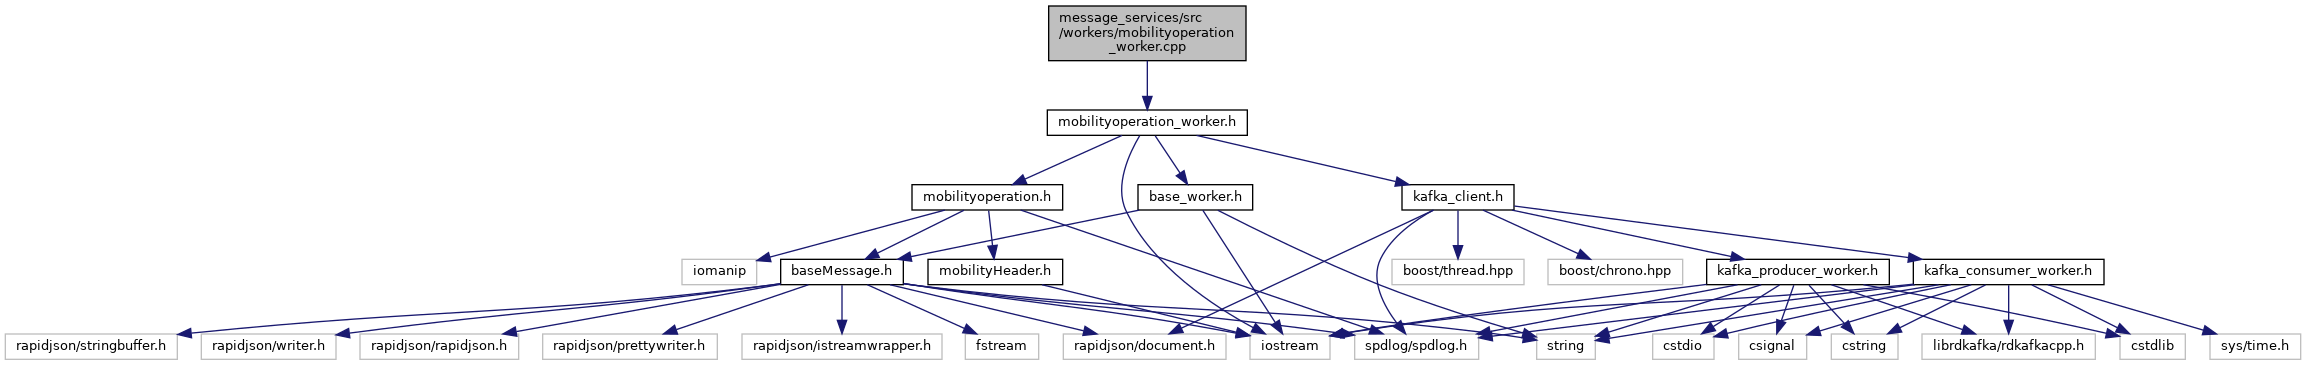 message_services/src
/workers/mobilityoperation
_worker.cpp
mobilityoperation_worker.h
mobilityoperation.h
base_worker.h
kafka_client.h
iomanip
baseMessage.h
mobilityHeader.h
boost/thread.hpp
boost/chrono.hpp
kafka_producer_worker.h
kafka_consumer_worker.h
rapidjson/stringbuffer.h
rapidjson/writer.h
rapidjson/rapidjson.h
rapidjson/prettywriter.h
rapidjson/istreamwrapper.h
fstream
rapidjson/document.h
iostream
spdlog/spdlog.h
string
cstdio
csignal
cstring
librdkafka/rdkafkacpp.h
cstdlib
sys/time.h